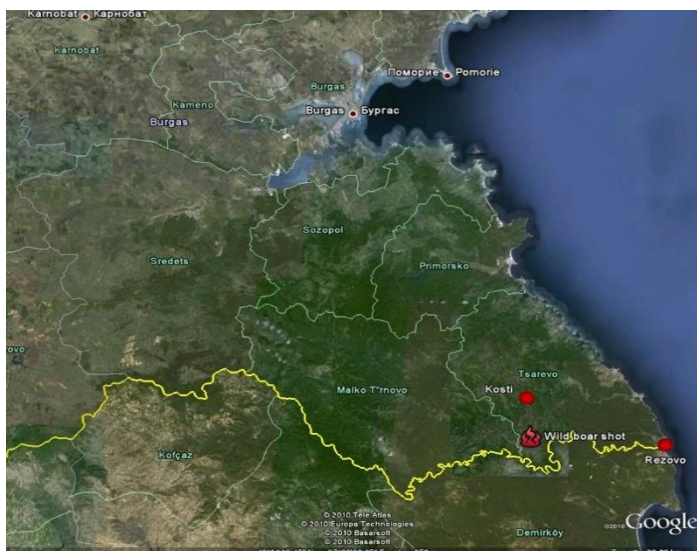 Karnobat Карнобат
Karnobat
Поморие Pomorie
Burgas
Kameno
Burgas Бургас
Burgas
Sozopol
Sredets
Primorsko
Tsarevo
Malko T"rnovo
Kosti
Wild boar shot
Rezovo
Kofçaz
© 2010 Tele Atlas
© 2010 Europa Technologies
© 2010 Basarsoft
© 2010 Basarsoft
©2010 Google
Demirköy